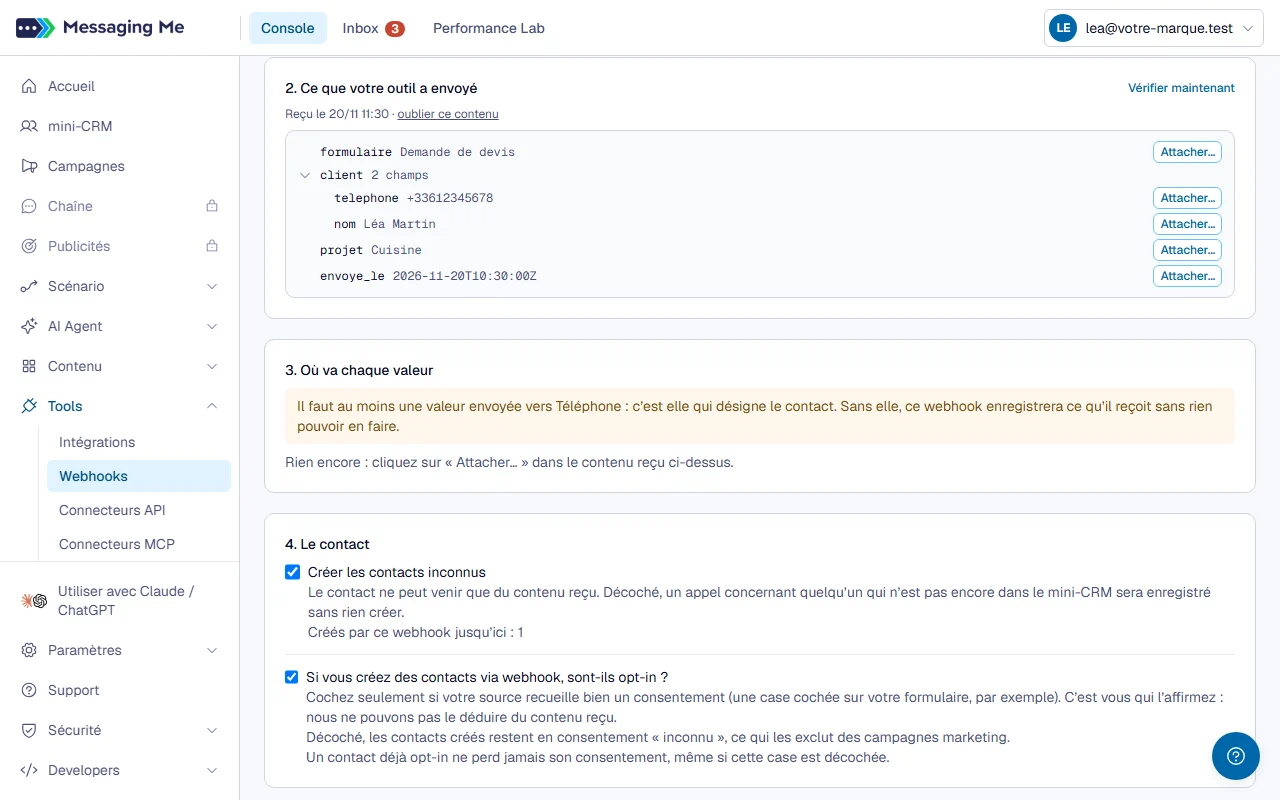 Messaging Me
Console
Inbox 3
Performance Lab
LE
lea@votre-marque.test
Accueil
mini-CRM
Campagnes
Chaîne
Publicités
Scénario
AI Agent
Contenu
Tools
Intégrations
Webhooks
Connecteurs API
Connecteurs MCP
Utiliser avec Claude /
ChatGPT
Paramètres
Support
Sécurité
Developers
2. Ce que votre outil a envoyé
Vérifier maintenant
Reçu le 20/11 11:30 · oublier ce contenu
formulaire Demande de devis Attacher…
client 2 champs
telephone +33612345678 Attacher…
nom Léa Martin Attacher…
projet Cuisine Attacher…
envoye_le 2026-11-20T10:30:00Z Attacher…
3. Où va chaque valeur
Il faut au moins une valeur envoyée vers Téléphone : c’est elle qui désigne le contact. Sans elle, ce webhook enregistrera ce qu’il reçoit sans rien
pouvoir en faire.
Rien encore : cliquez sur « Attacher… » dans le contenu reçu ci-dessus.
4. Le contact
Créer les contacts inconnus
Le contact ne peut venir que du contenu reçu. Décoché, un appel concernant quelqu’un qui n’est pas encore dans le mini-CRM sera enregistré
sans rien créer.
Créés par ce webhook jusqu’ici : 1
Si vous créez des contacts via webhook, sont-ils opt-in ?
Cochez seulement si votre source recueille bien un consentement (une case cochée sur votre formulaire, par exemple). C’est vous qui l’affirmez :
nous ne pouvons pas le déduire du contenu reçu.
Décoché, les contacts créés restent en consentement « inconnu », ce qui les exclut des campagnes marketing.
Un contact déjà opt-in ne perd jamais son consentement, même si cette case est décochée.